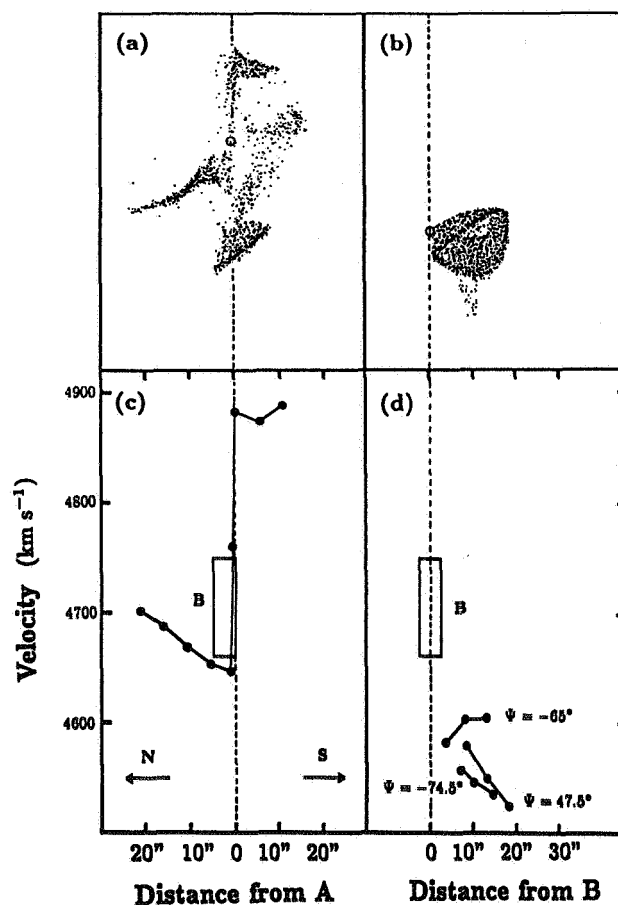 (a)
(b)
(c)
(d)
4900
4800
4700
4600
Velocity (km s⁻¹)
B
B
N
S
Ψ = −65°
Ψ = −74.5°
Ψ = 47.5°
20" 10" 0 10" 20"
0 10" 20" 30"
Distance from A
Distance from B